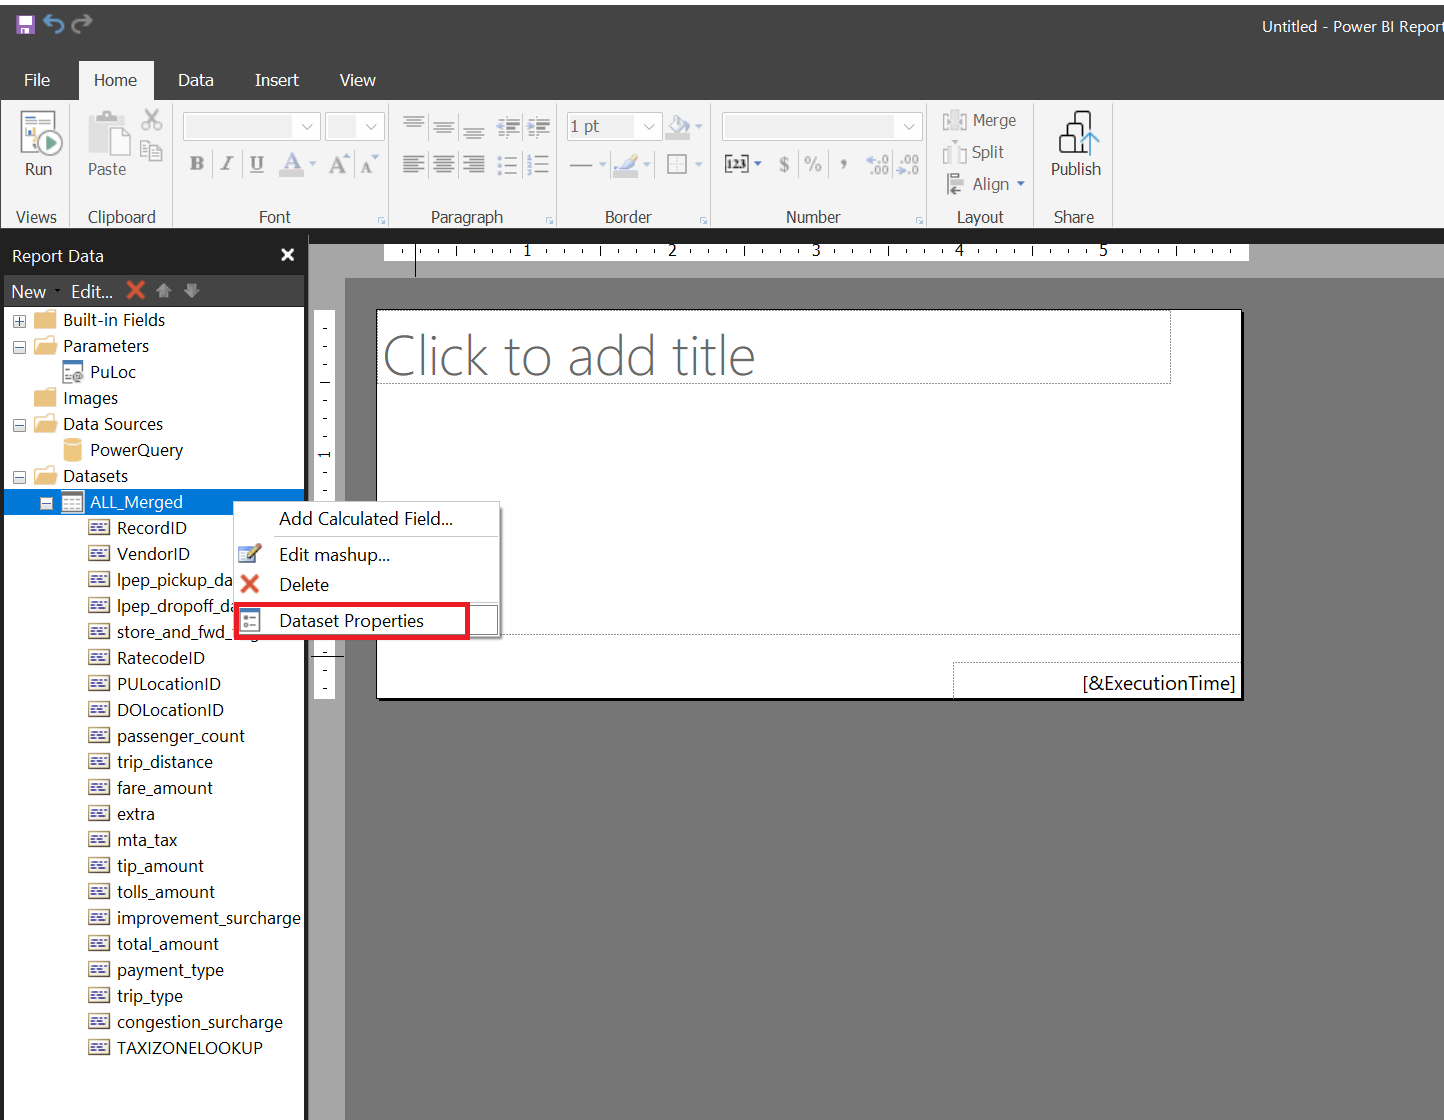 Untitled - Power BI Report
File Home Data Insert View
Run
Paste
1 pt
B I U A A A
[123] $ % , .0 .00 .00 .0
Merge
Split
Align
Publish
Views Clipboard Font Paragraph Border Number Layout Share
Report Data
New Edit...
1 2 3 4 5
1
Built-in Fields
Parameters
PuLoc
Images
Data Sources
PowerQuery
Datasets
ALL_Merged
RecordID
VendorID
lpep_pickup_da
lpep_dropoff_da
store_and_fwd_
RatecodeID
PULocationID
DOLocationID
passenger_count
trip_distance
fare_amount
extra
mta_tax
tip_amount
tolls_amount
improvement_surcharge
total_amount
payment_type
trip_type
congestion_surcharge
TAXIZONELOOKUP
Add Calculated Field...
Edit mashup...
Delete
Dataset Properties
Click to add title
[&ExecutionTime]